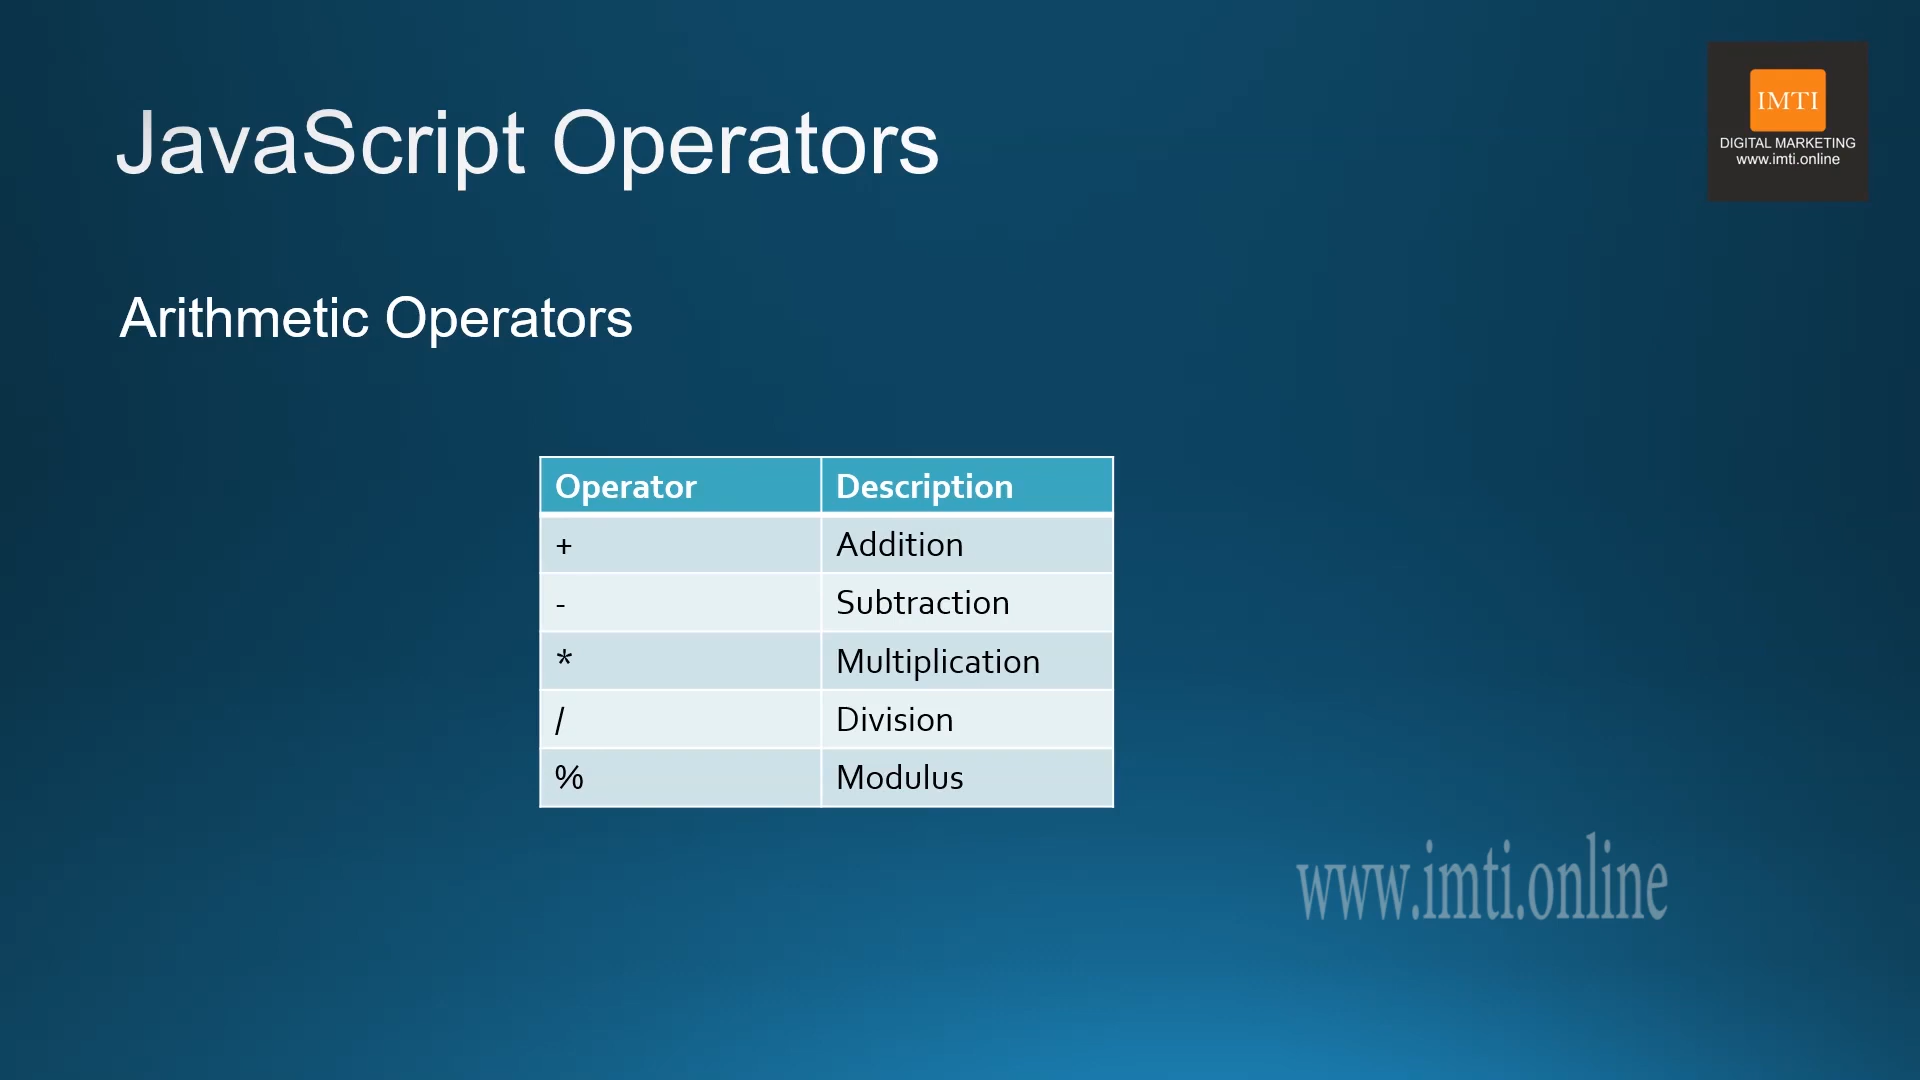 JavaScript Operators
IMTI
DIGITAL MARKETING
www.imti.online
Arithmetic Operators
Operator Description
+ Addition
- Subtraction
* Multiplication
/ Division
% Modulus
www.imti.online